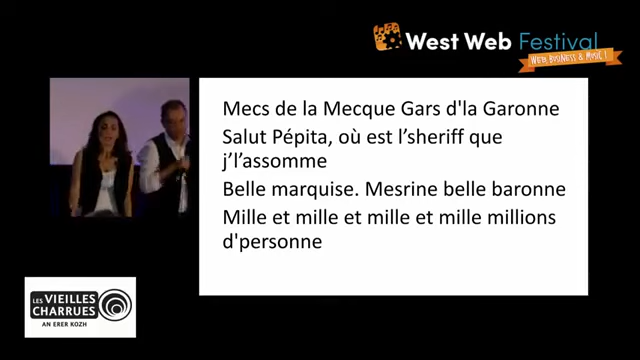 West Web Festival
WEB, BUSINESS & MUSIC !
Mecs de la Mecque Gars d'la Garonne
Salut Pépita, où est l’sheriff que
j’l’assomme
Belle marquise. Mesrine belle baronne
Mille et mille et mille et mille millions
d'personne
LES VIEILLES
CHARRUES
AN ERER KOZH